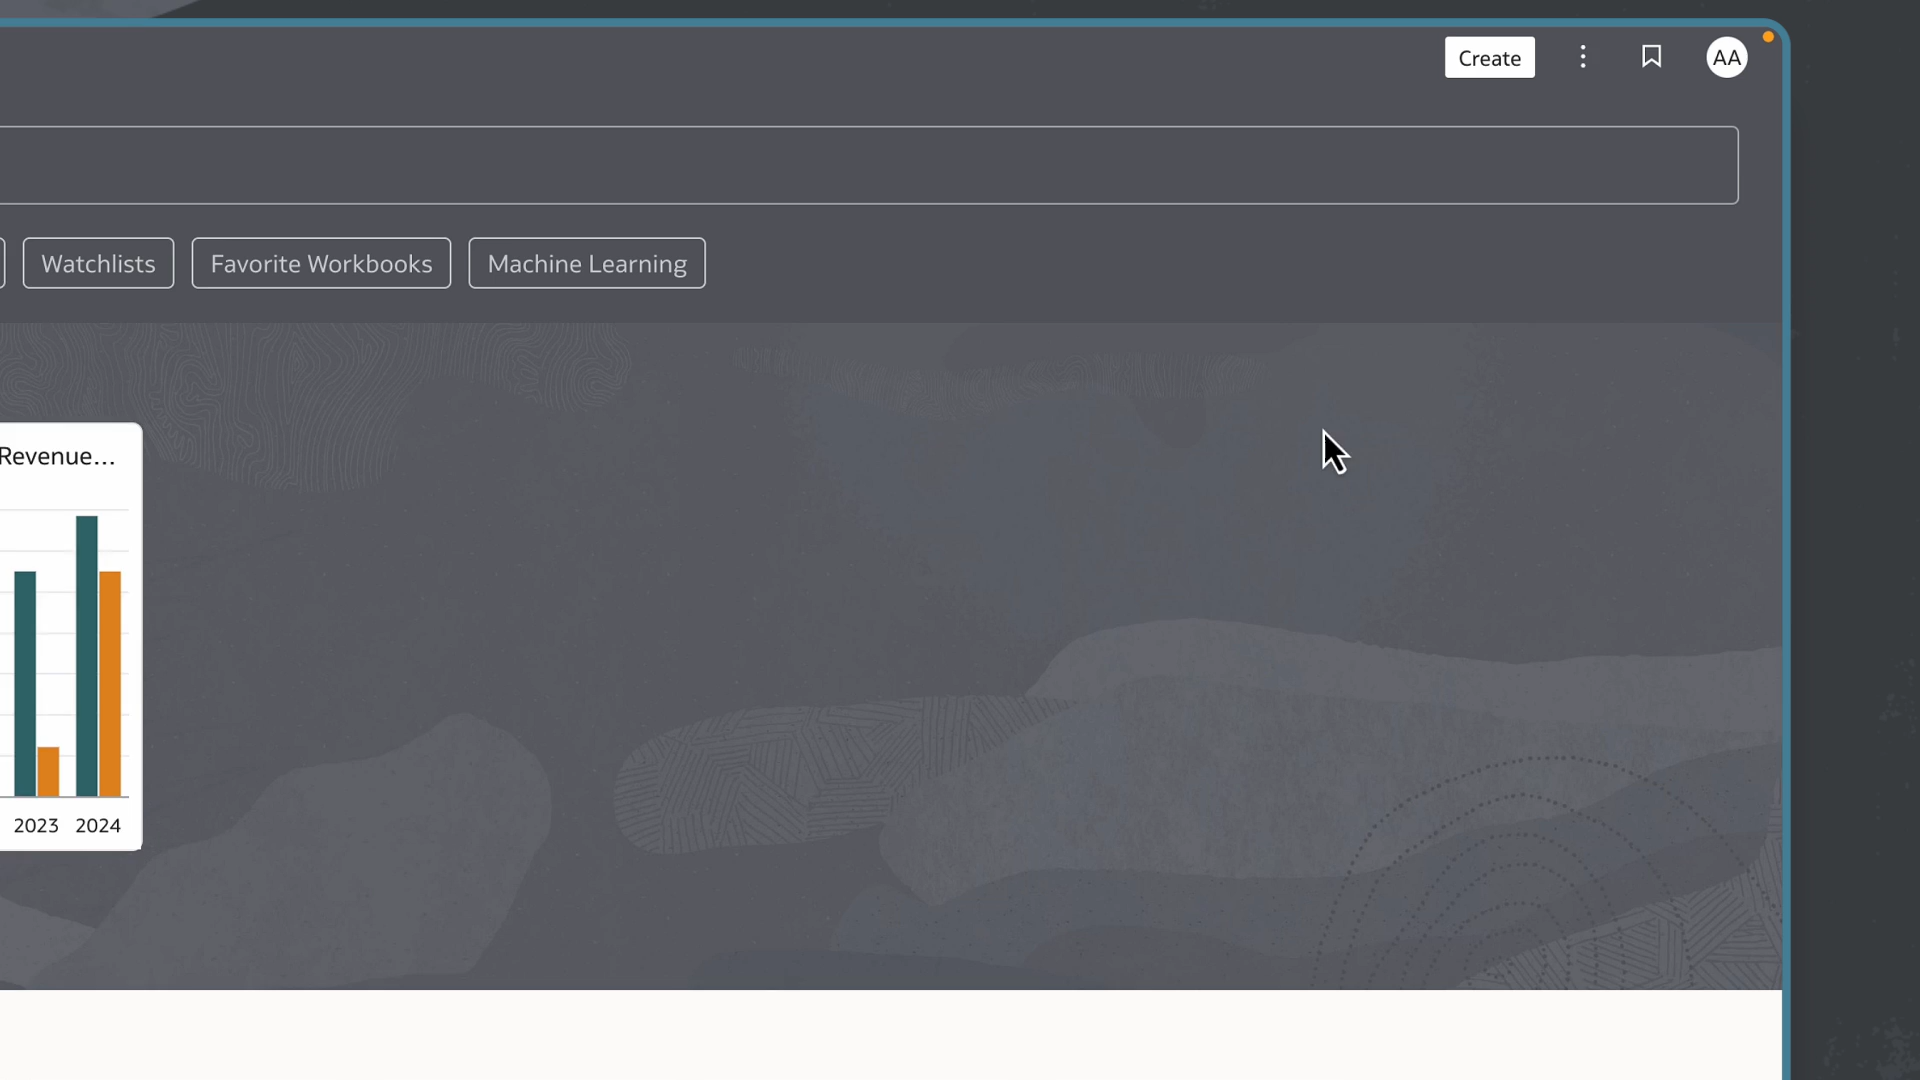 Create
AA
Watchlists
Favorite Workbooks
Machine Learning
Revenue...
2023 2024